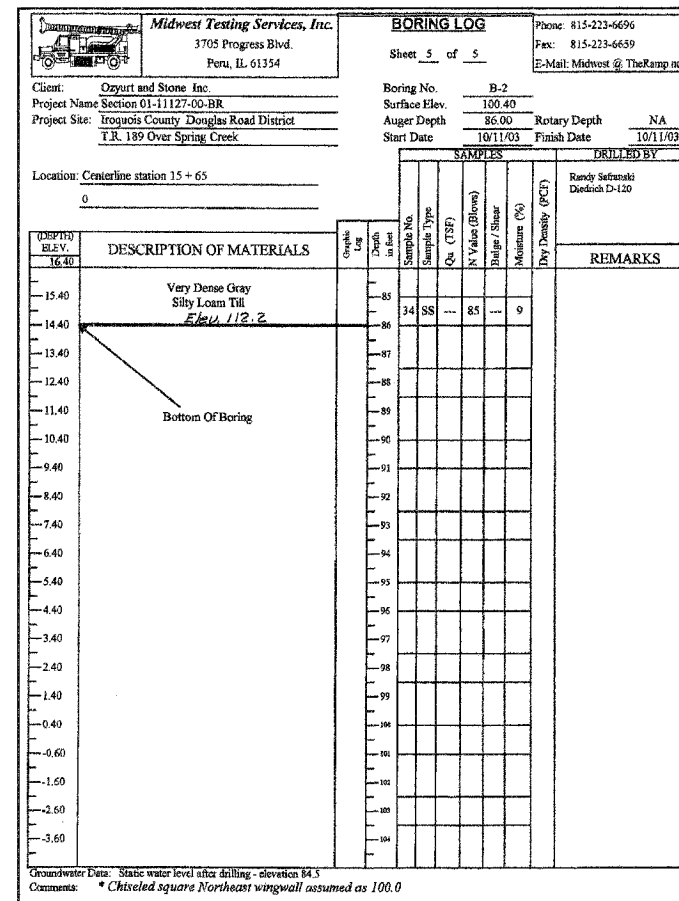 Midwest Testing Services, Inc.
3705 Progress Blvd.
Peru, IL 61354
BORING LOG
Sheet 5 of 5
Phone: 815-223-6696
Fax: 815-223-6659
E-Mail: Midwest @ TheRamp.ne
Client: Ozyurt and Stone Inc.
Project Name Section 01-11127-00-BR
Project Site: Iroquois County Douglas Road District
T.R. 189 Over Spring Creek
Boring No. B-2
Surface Elev. 100.40
Auger Depth 86.00 Rotary Depth NA
Start Date 10/11/03 Finish Date 10/11/03
SAMPLES DRILLED BY
Location: Centerline station 15 + 65
0
Randy Safranski
Diedrich D-120
(DEPTH)
ELEV.
16.40
DESCRIPTION OF MATERIALS
Graphic
Log
Depth
in feet
Sample No.
Sample Type
Qu (TSF)
N Value (Blows)
Bulge / Shear
Moisture (%)
Dry Density (PCF)
REMARKS
Very Dense Gray
15.40 85
Silty Loam Till
34 SS --- 85 --- 9
Elev. 112.2
14.40 86
13.40 87
12.40 88
11.40 89
Bottom Of Boring
10.40 90
9.40 91
8.40 92
7.40 93
6.40 94
5.40 95
4.40 96
3.40 97
2.40 98
1.40 99
0.40 100
-0.60 101
-1.60 102
-2.60 103
-3.60 104
Groundwater Data: Static water level after drilling - elevation 84.5
Comments: * Chiseled square Northeast wingwall assumed as 100.0